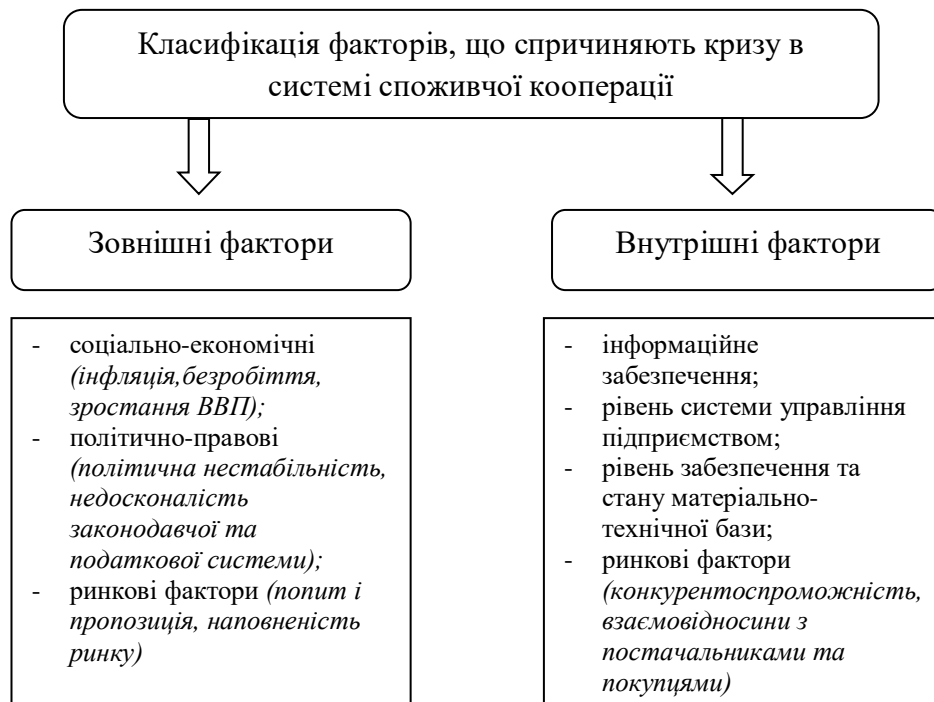 Класифікація факторів, що спричиняють кризу в
системі споживчої кооперації
Зовнішні фактори
Внутрішні фактори
- соціально-економічні
(інфляція,безробіття,
зростання ВВП);
- політично-правові
(політична нестабільність,
недосконалість
законодавчої та
податкової системи);
- ринкові фактори (попит і
пропозиція, наповненість
ринку)
- інформаційне
забезпечення;
- рівень системи управління
підприємством;
- рівень забезпечення та
стану матеріально-
технічної бази;
- ринкові фактори
(конкурентоспроможність,
взаємовідносини з
постачальниками та
покупцями)